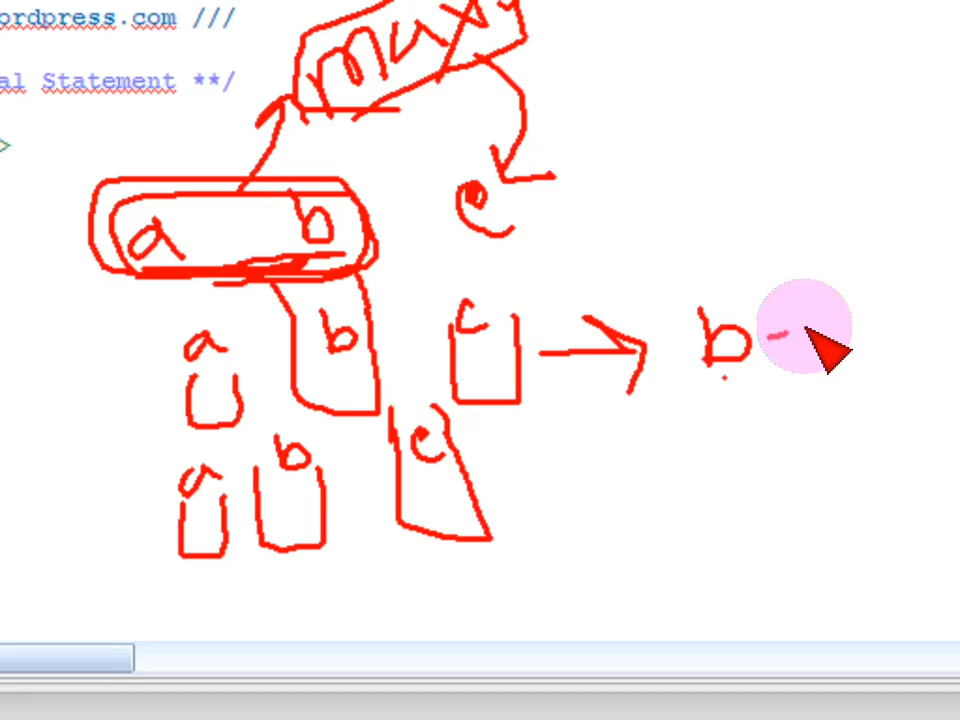 ordpress.com ///
max
al Statement **/
>
a b c
a b c → b -
a b c